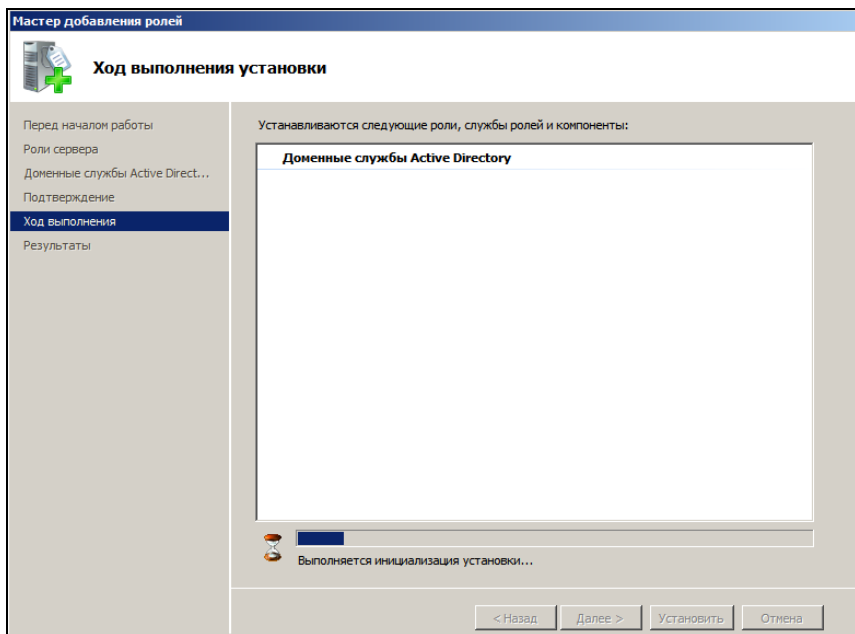 Мастер добавления ролей
Ход выполнения установки
Перед началом работы
Роли сервера
Доменные службы Active Direct...
Подтверждение
Ход выполнения
Результаты
Устанавливаются следующие роли, службы ролей и компоненты:
Доменные службы Active Directory
Выполняется инициализация установки...
< Назад
Далее >
Установить
Отмена